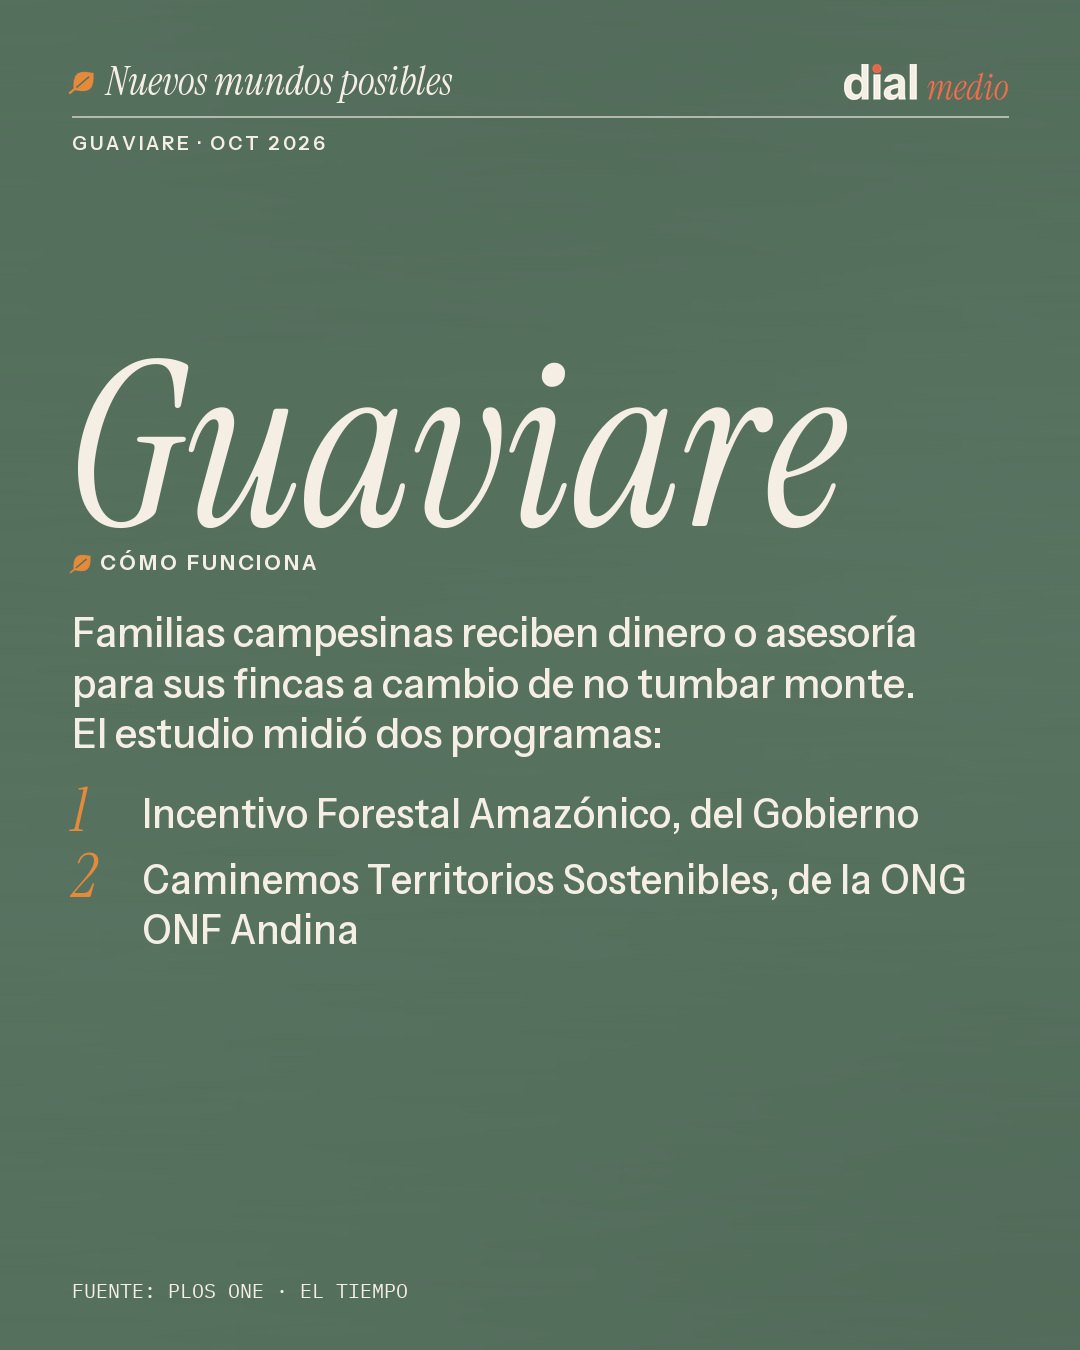 Nuevos mundos posibles
dial medio
GUAVIARE · OCT 2026
Guaviare
CÓMO FUNCIONA
Familias campesinas reciben dinero o asesoría
para sus fincas a cambio de no tumbar monte.
El estudio midió dos programas:
1 Incentivo Forestal Amazónico, del Gobierno
2 Caminemos Territorios Sostenibles, de la ONG
ONF Andina
FUENTE: PLOS ONE · EL TIEMPO